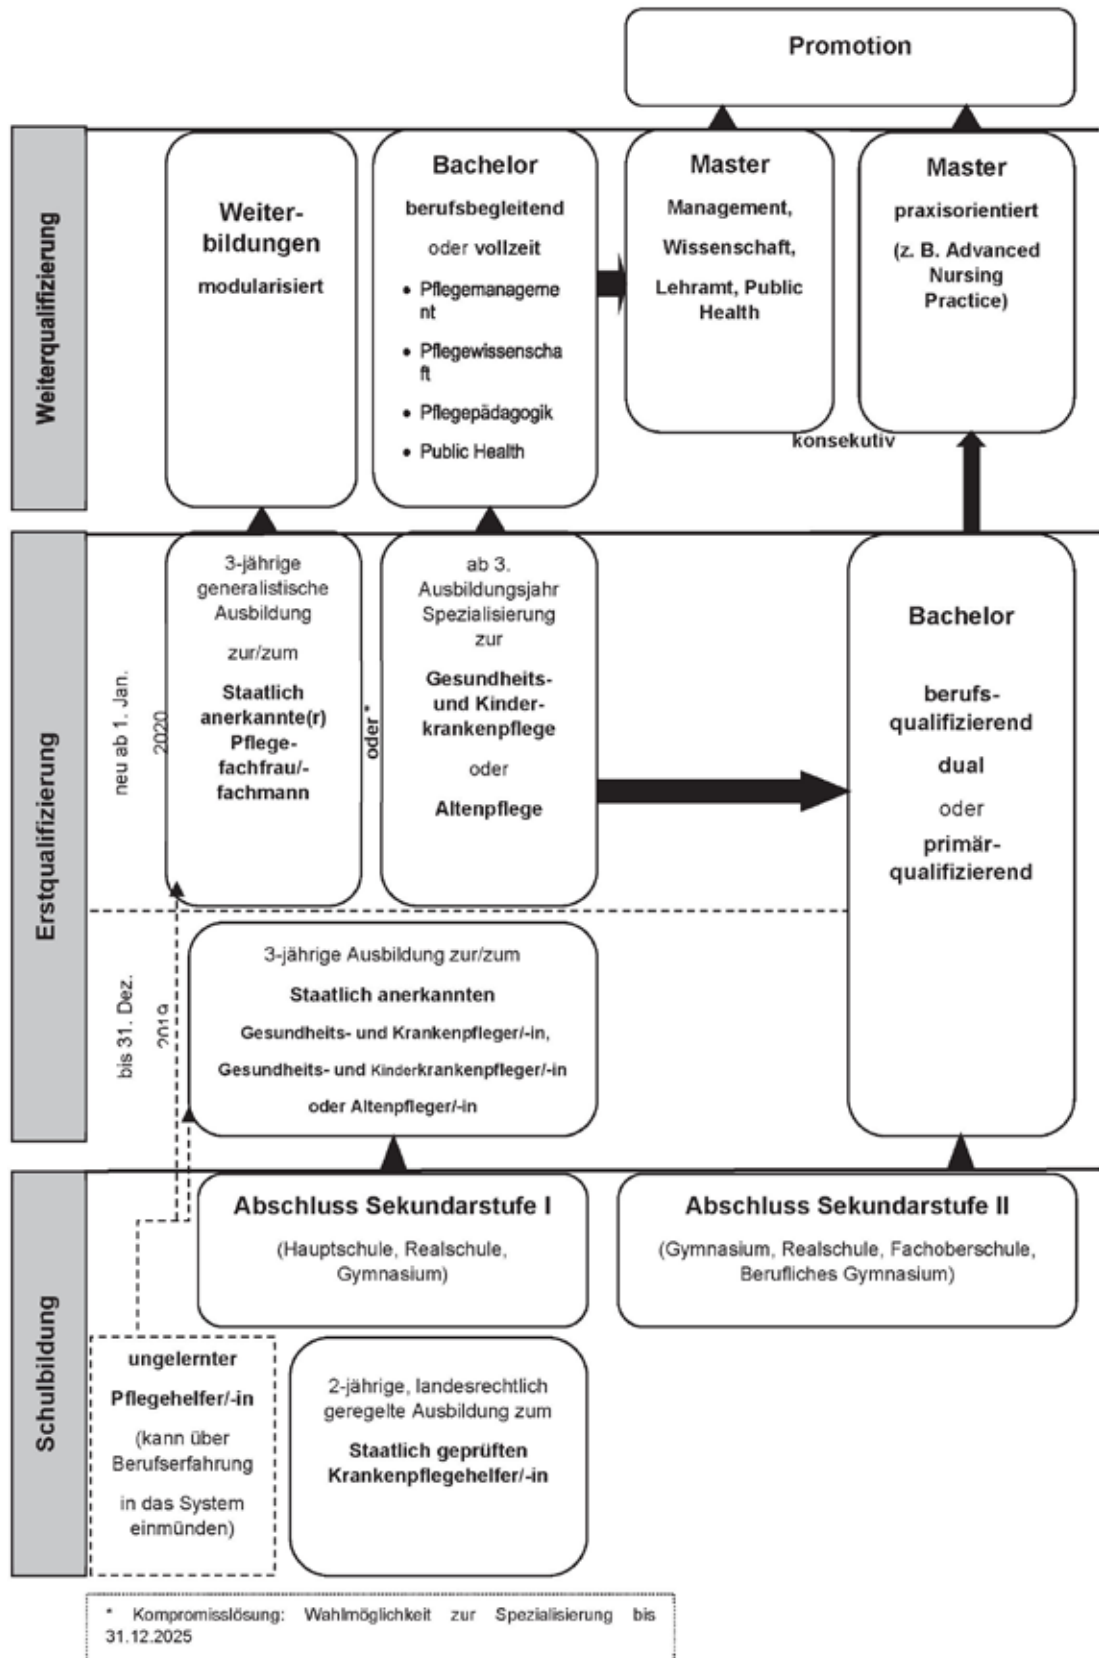 Promotion
Weiterqualifizierung
Weiter-
bildungen
modularisiert
Bachelor
berufsbegleitend
oder vollzeit
• Pflegemanageme
nt
• Pflegewissenscha
ft
• Pflegepädagogik
• Public Health
Master
Management,
Wissenschaft,
Lehramt, Public
Health
Master
praxisorientiert
(z. B. Advanced
Nursing
Practice)
konsekutiv
Erstqualifizierung
neu ab 1. Jan.
2020
3-jährige
generalistische
Ausbildung
zur/zum
Staatlich
anerkannte(r)
Pflege-
fachfrau/-
fachmann
oder *
ab 3.
Ausbildungsjahr
Spezialisierung
zur
Gesundheits-
und Kinder-
krankenpflege
oder
Altenpflege
Bachelor
berufs-
qualifizierend
dual
oder
primär-
qualifizierend
bis 31. Dez.
2019
3-jährige Ausbildung zur/zum
Staatlich anerkannten
Gesundheits- und Krankenpfleger/-in,
Gesundheits- und Kinderkrankenpfleger/-in
oder Altenpfleger/-in
Schulbildung
Abschluss Sekundarstufe I
(Hauptschule, Realschule,
Gymnasium)
Abschluss Sekundarstufe II
(Gymnasium, Realschule, Fachoberschule,
Berufliches Gymnasium)
ungelernter
Pflegehelfer/-in
(kann über
Berufserfahrung
in das System
einmünden)
2-jährige, landesrechtlich
geregelte Ausbildung zum
Staatlich geprüften
Krankenpflegehelfer/-in
* Kompromisslösung: Wahlmöglichkeit zur Spezialisierung bis
31.12.2025